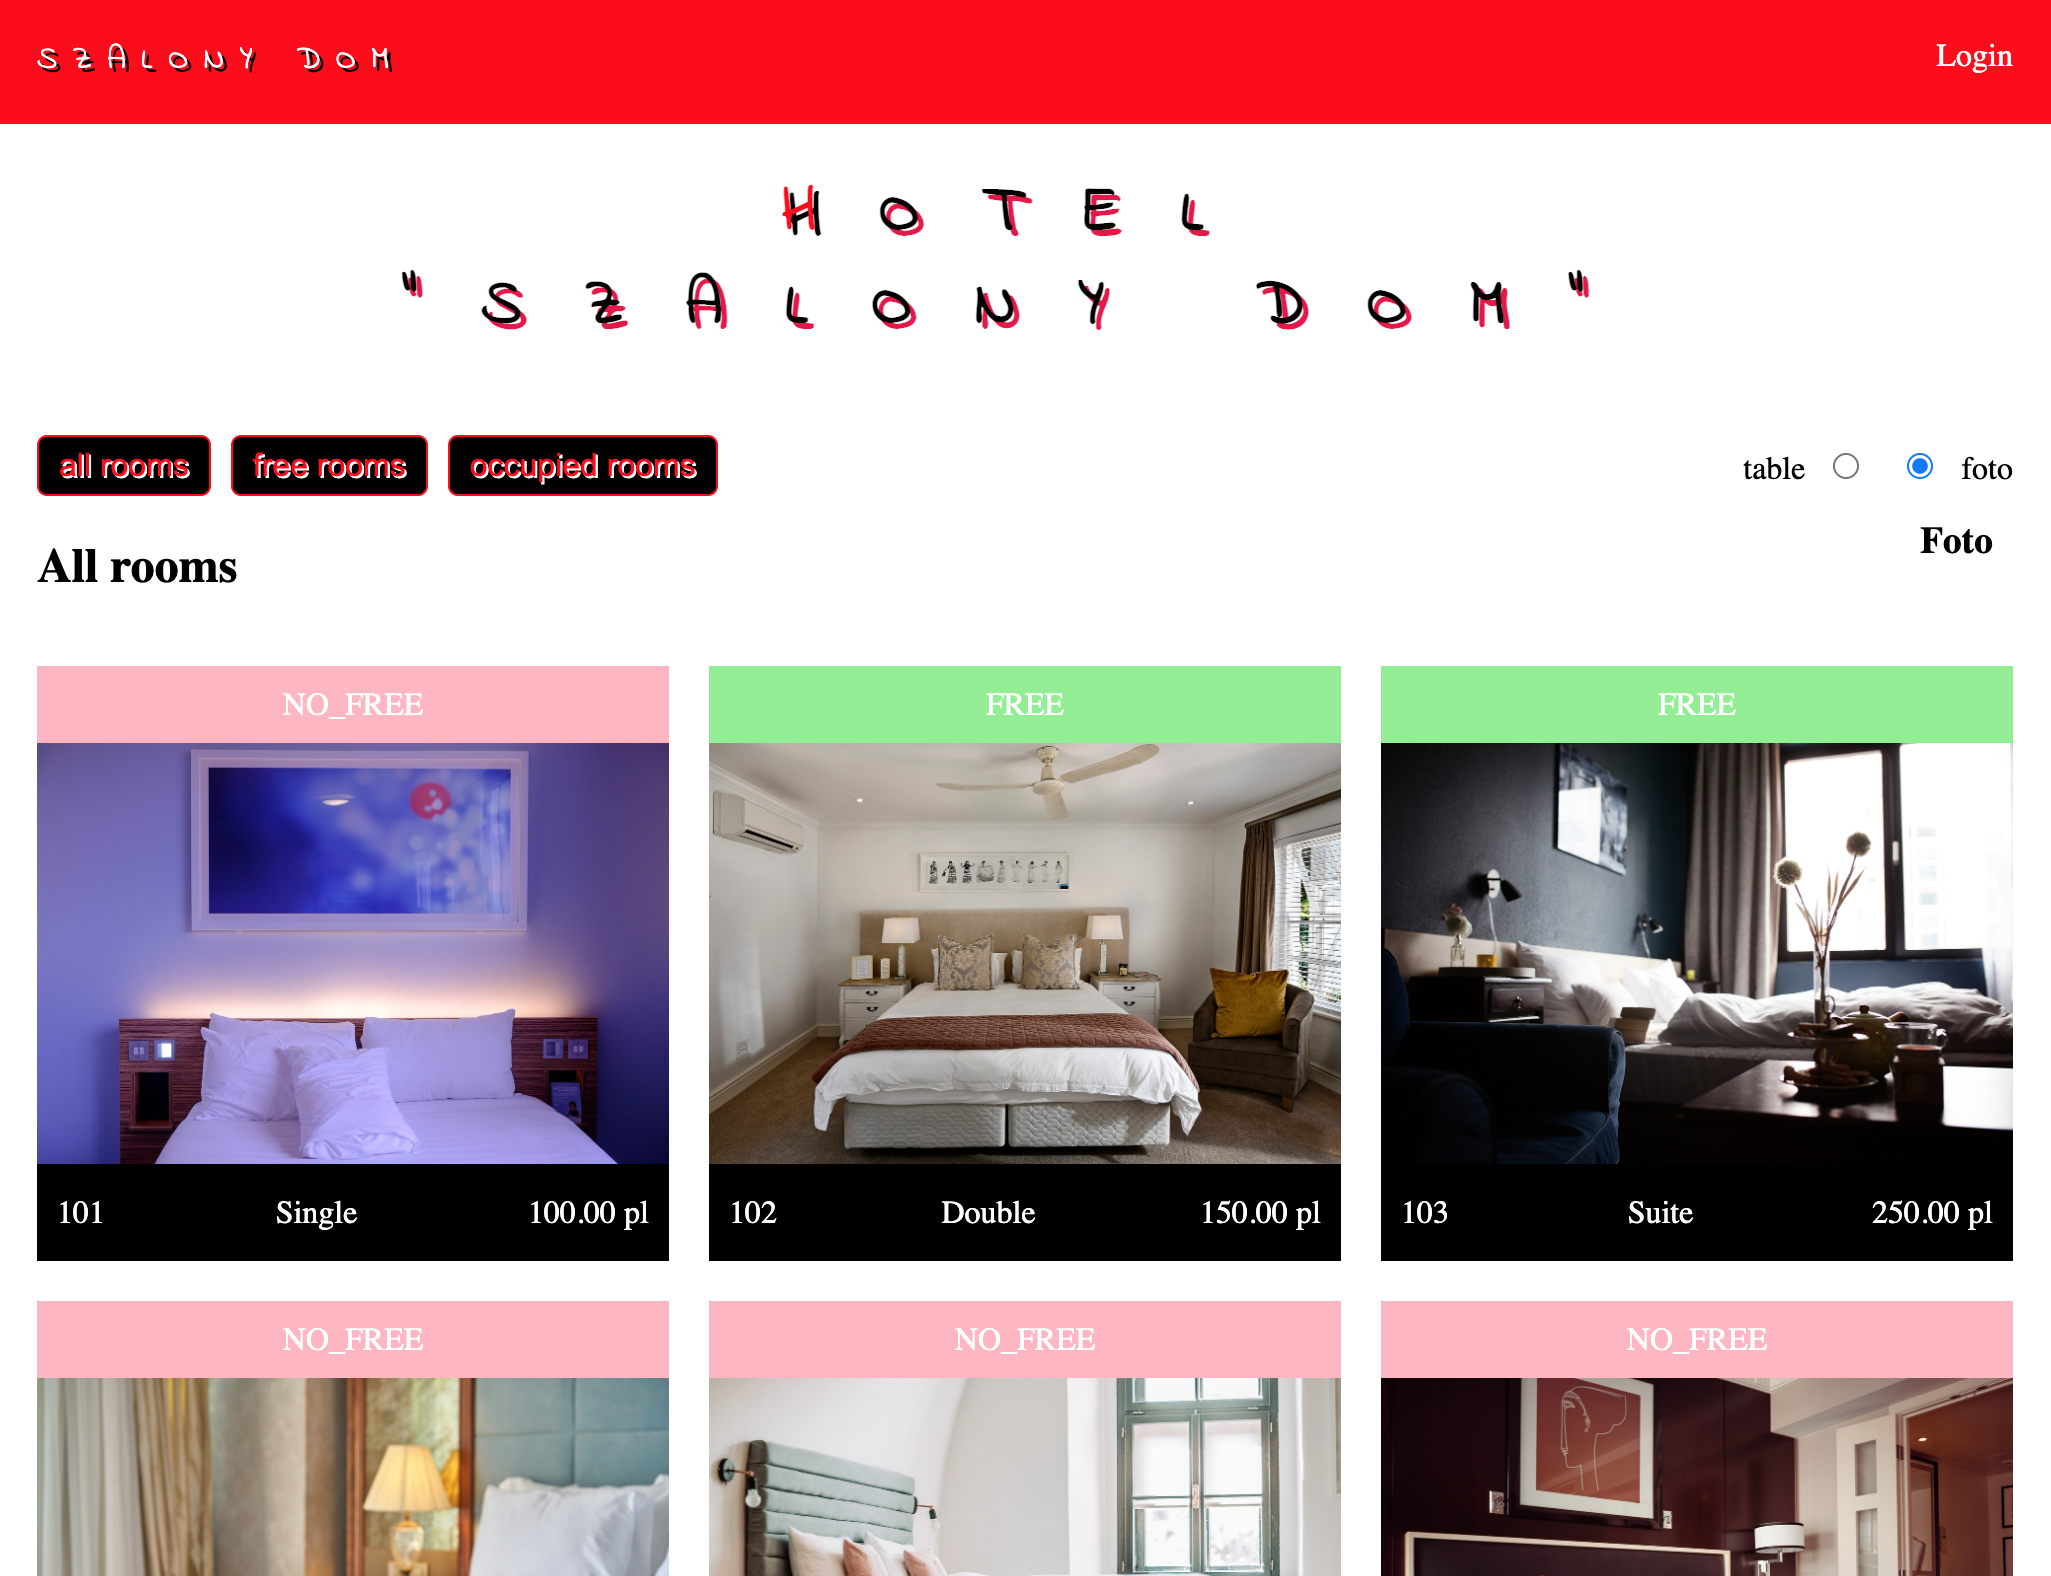 SZALONY DOM
Login
HOTEL
"SZALONY DOM"
all rooms free rooms occupied rooms
table foto
Foto
All rooms
NO_FREE FREE FREE
101 Single 100.00 pl 102 Double 150.00 pl 103 Suite 250.00 pl
NO_FREE NO_FREE NO_FREE